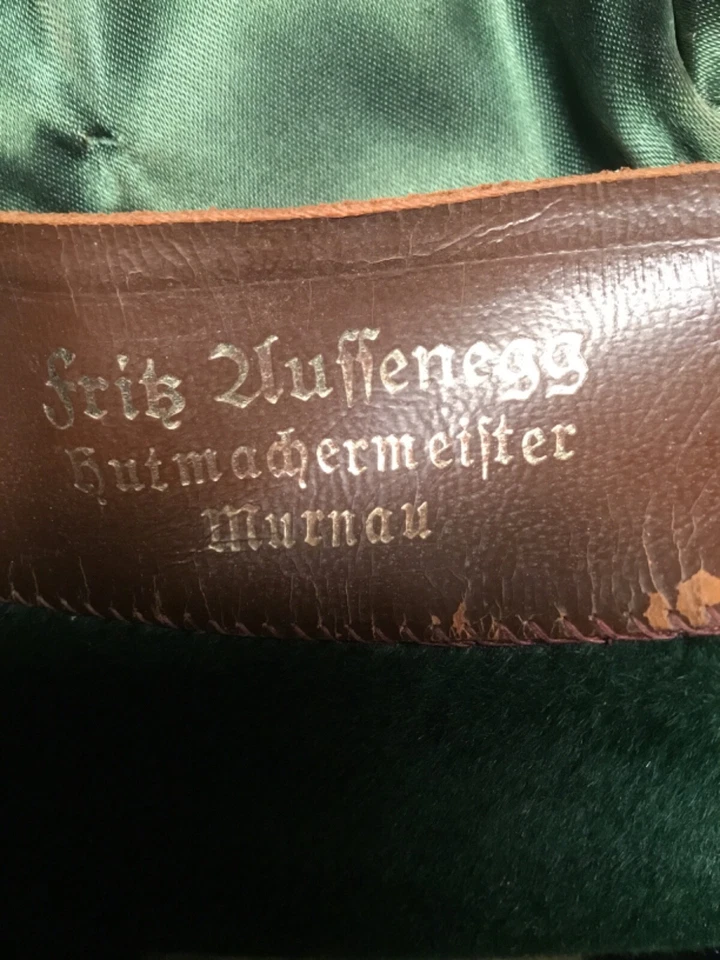 Fritz Aussenegg
Hutmachermeister
Murnau